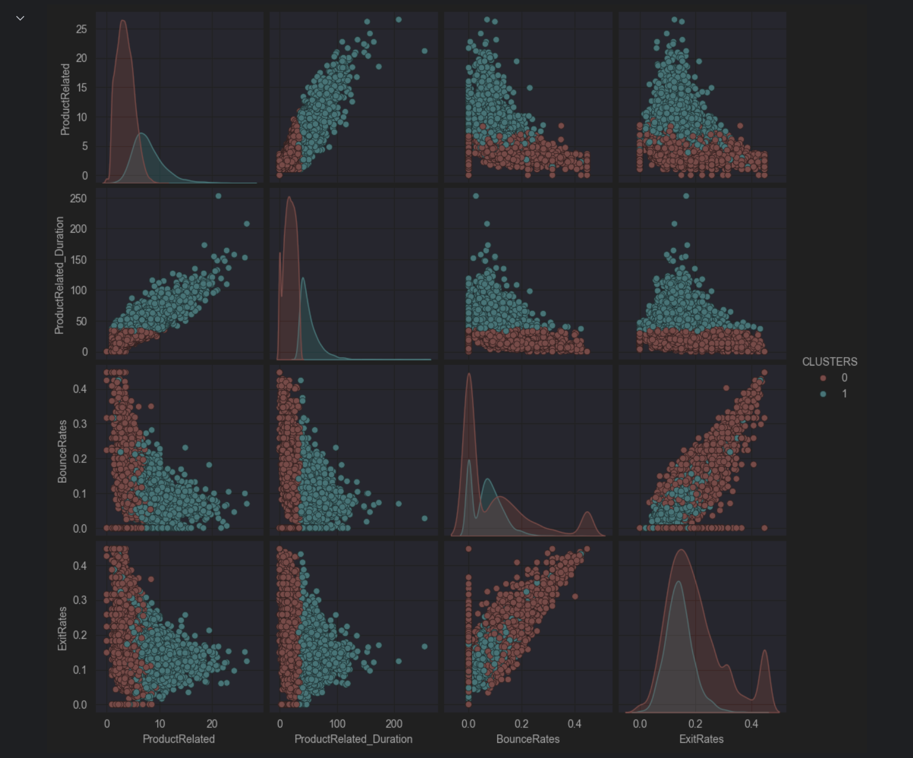 ProductRelated
25
20
15
10
5
0
ProductRelated_Duration
250
200
150
100
50
0
BounceRates
0.4
0.3
0.2
0.1
0.0
ExitRates
0.4
0.3
0.2
0.1
0.0
0 10 20
0 100 200
0.0 0.2 0.4
0.0 0.2 0.4
ProductRelated
ProductRelated_Duration
BounceRates
ExitRates
CLUSTERS
0
1